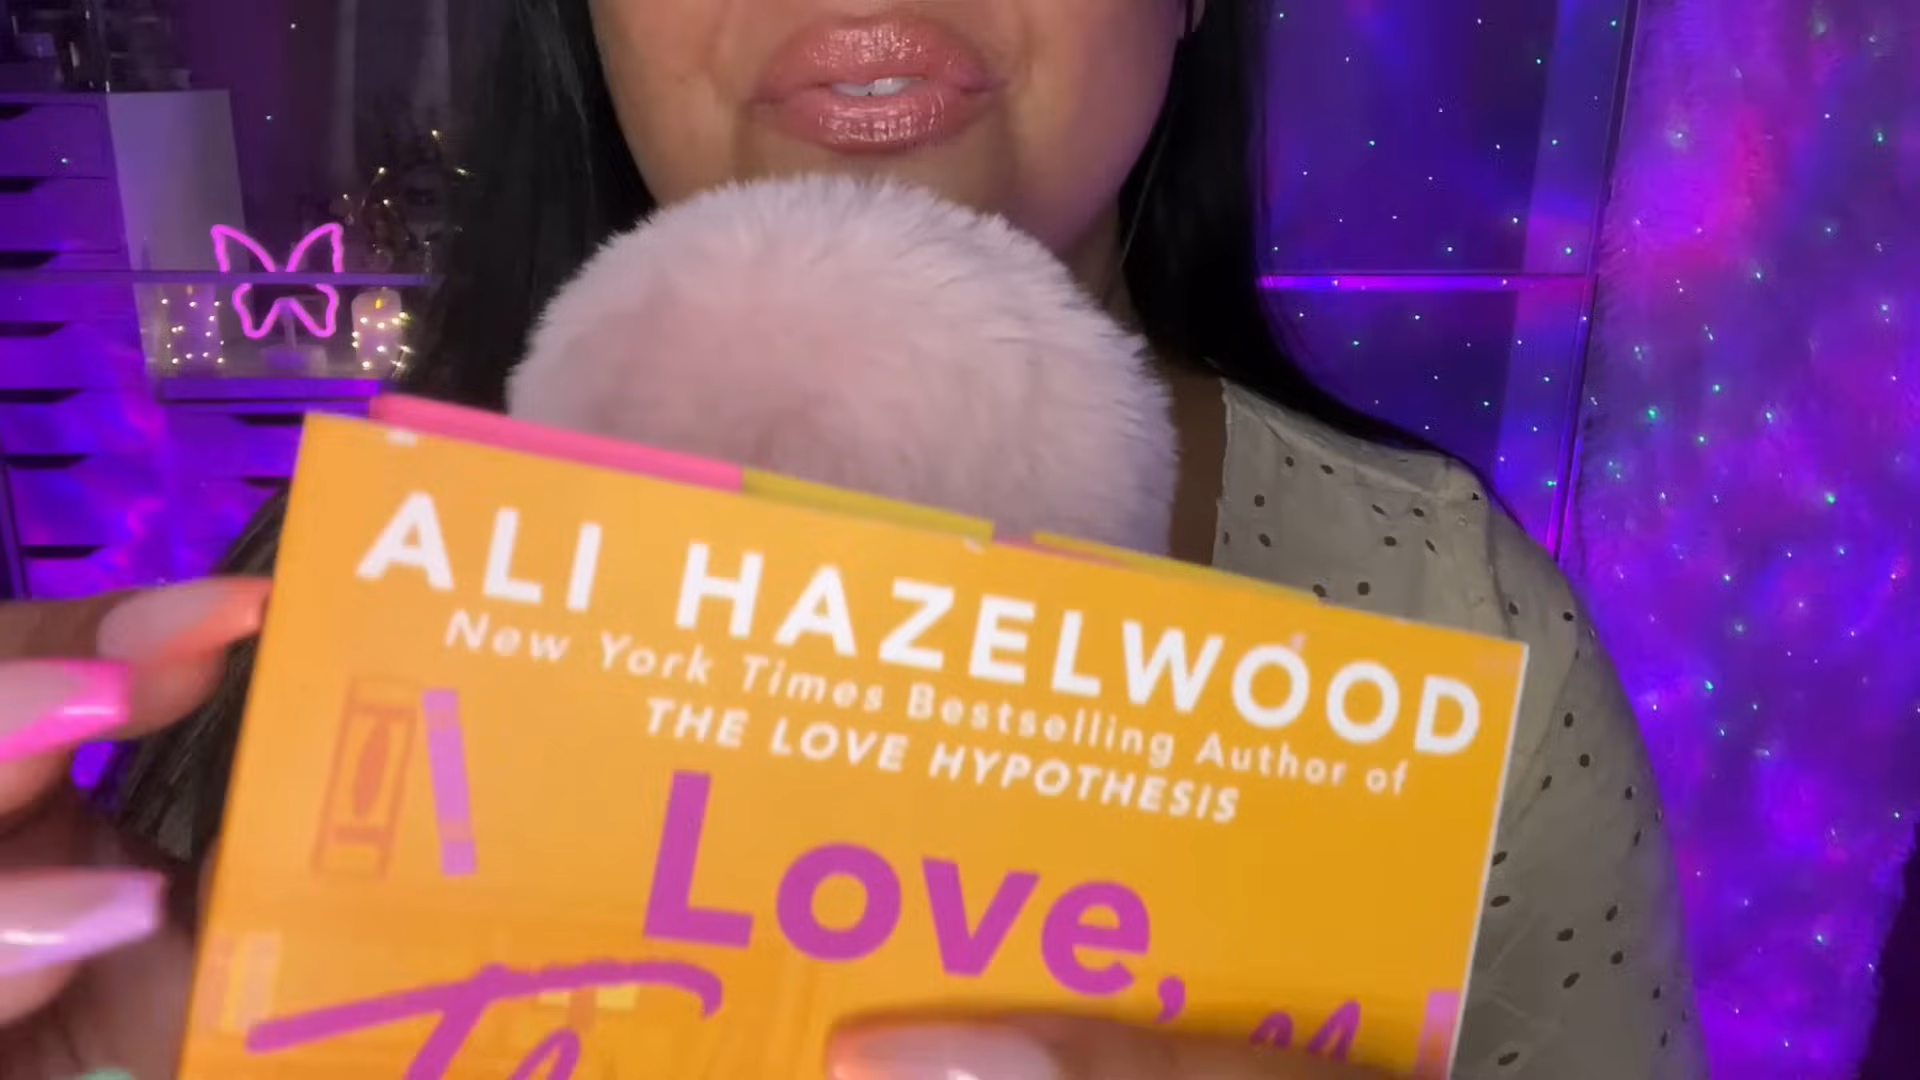 ALI HAZELWOOD
New York Times Bestselling Author of
THE LOVE HYPOTHESIS
Love,